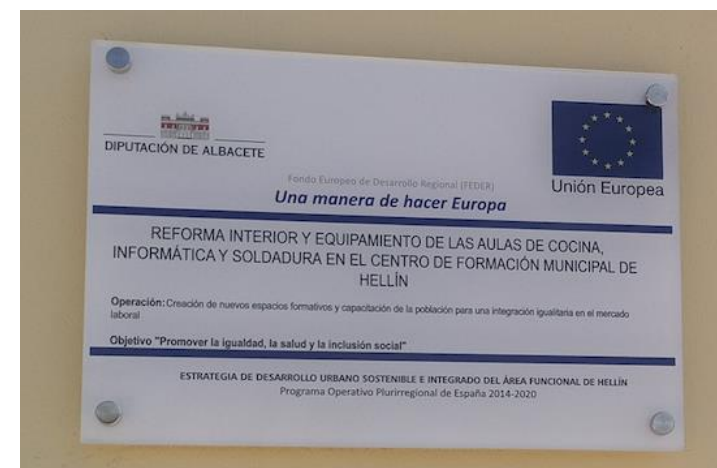 DIPUTACIÓN DE ALBACETE
Unión Europea
Fondo Europeo de Desarrollo Regional (FEDER)
Una manera de hacer Europa
REFORMA INTERIOR Y EQUIPAMIENTO DE LAS AULAS DE COCINA,
INFORMÁTICA Y SOLDADURA EN EL CENTRO DE FORMACIÓN MUNICIPAL DE
HELLÍN
Operación: Creación de nuevos espacios formativos y capacitación de la población para una integración igualitaria en el mercado
laboral
Objetivo "Promover la igualdad, la salud y la inclusión social"
ESTRATEGIA DE DESARROLLO URBANO SOSTENIBLE E INTEGRADO DEL ÁREA FUNCIONAL DE HELLÍN
Programa Operativo Plurirregional de España 2014-2020